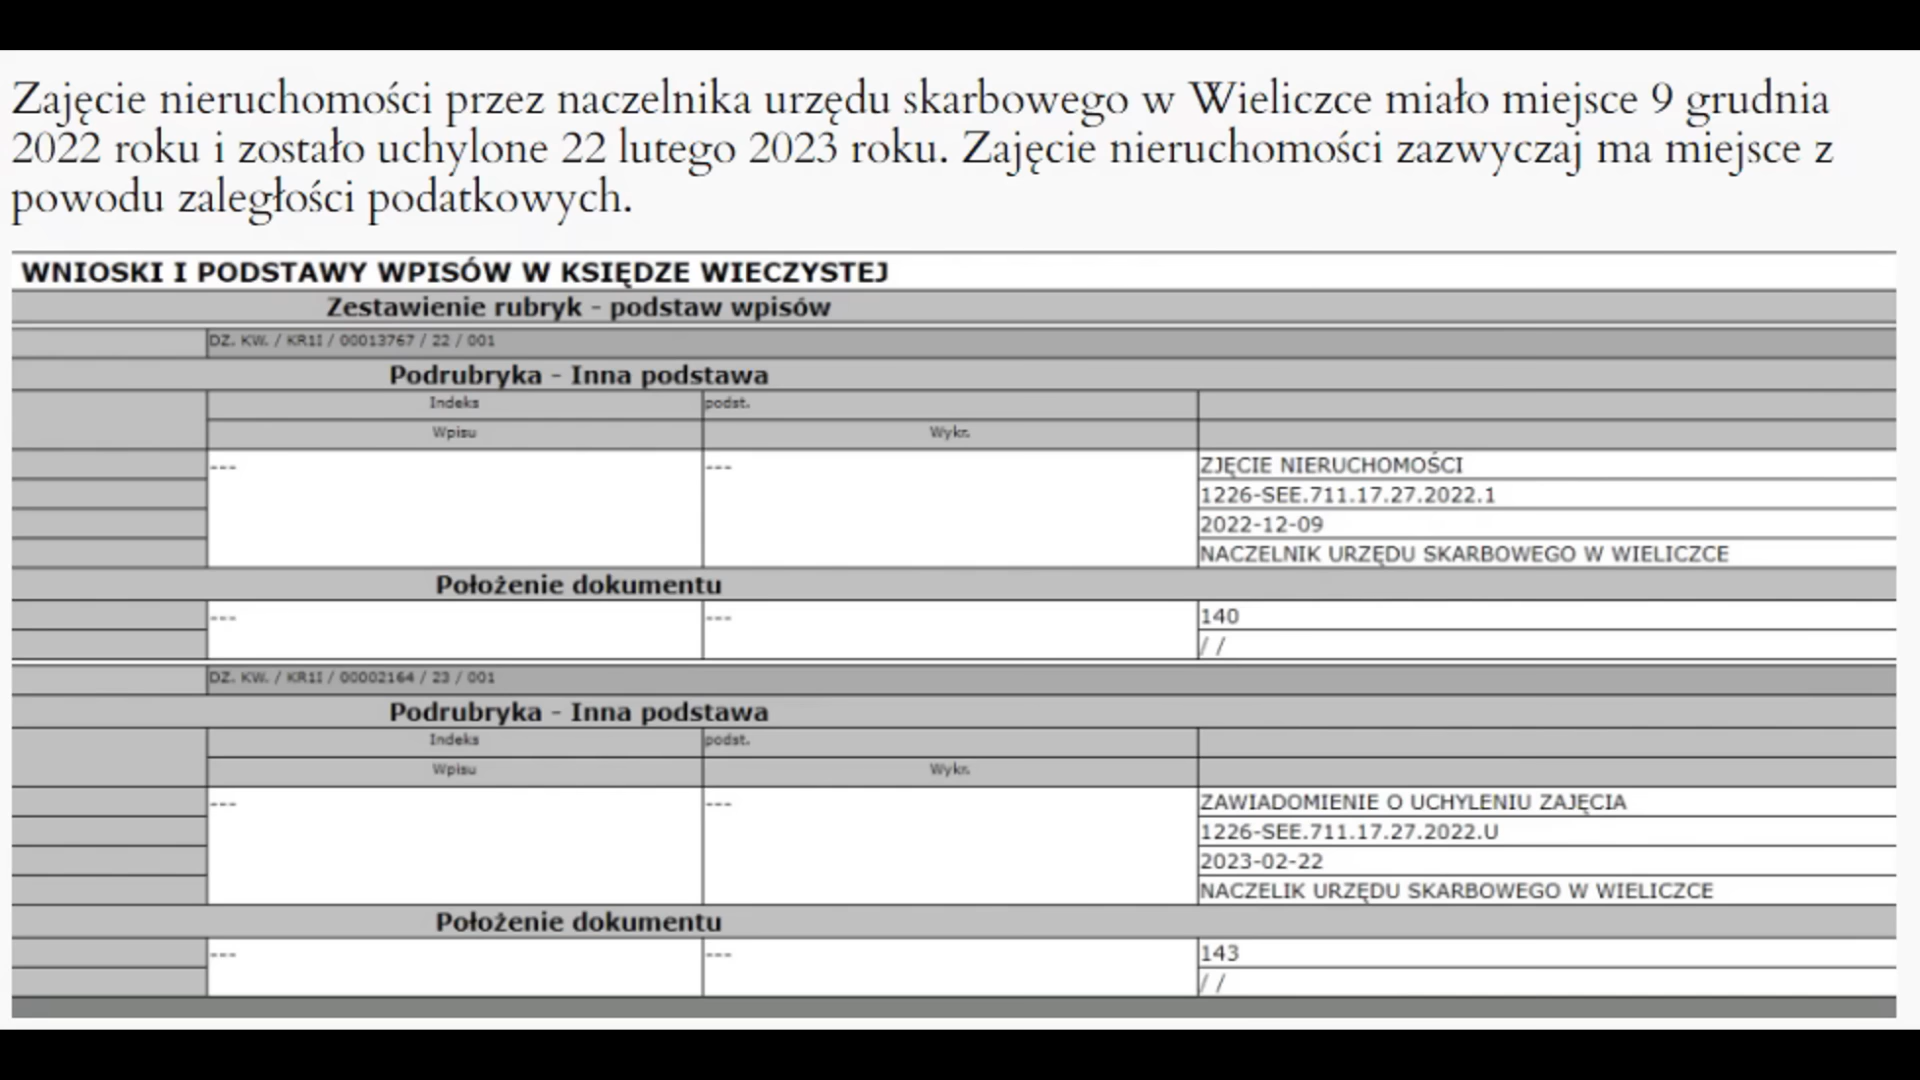 Zajęcie nieruchomości przez naczelnika urzędu skarbowego w Wieliczce miało miejsce 9 grudnia
2022 roku i zostało uchylone 22 lutego 2023 roku. Zajęcie nieruchomości zazwyczaj ma miejsce z
powodu zaległości podatkowych.
WNIOSKI I PODSTAWY WPISÓW W KSIĘDZE WIECZYSTEJ
Zestawienie rubryk - podstaw wpisów
DZ. KW. / KR1I / 00013767 / 22 / 001
Podrubryka - Inna podstawa
Indeks podst.
Wpisu Wykr.
--- --- ZJĘCIE NIERUCHOMOŚCI
1226-SEE.711.17.27.2022.1
2022-12-09
NACZELNIK URZĘDU SKARBOWEGO W WIELICZCE
Położenie dokumentu
--- --- 140
/ /
DZ. KW. / KR1I / 00002164 / 23 / 001
Podrubryka - Inna podstawa
Indeks podst.
Wpisu Wykr.
--- --- ZAWIADOMIENIE O UCHYLENIU ZAJĘCIA
1226-SEE.711.17.27.2022.U
2023-02-22
NACZELIK URZĘDU SKARBOWEGO W WIELICZCE
Położenie dokumentu
--- --- 143
/ /